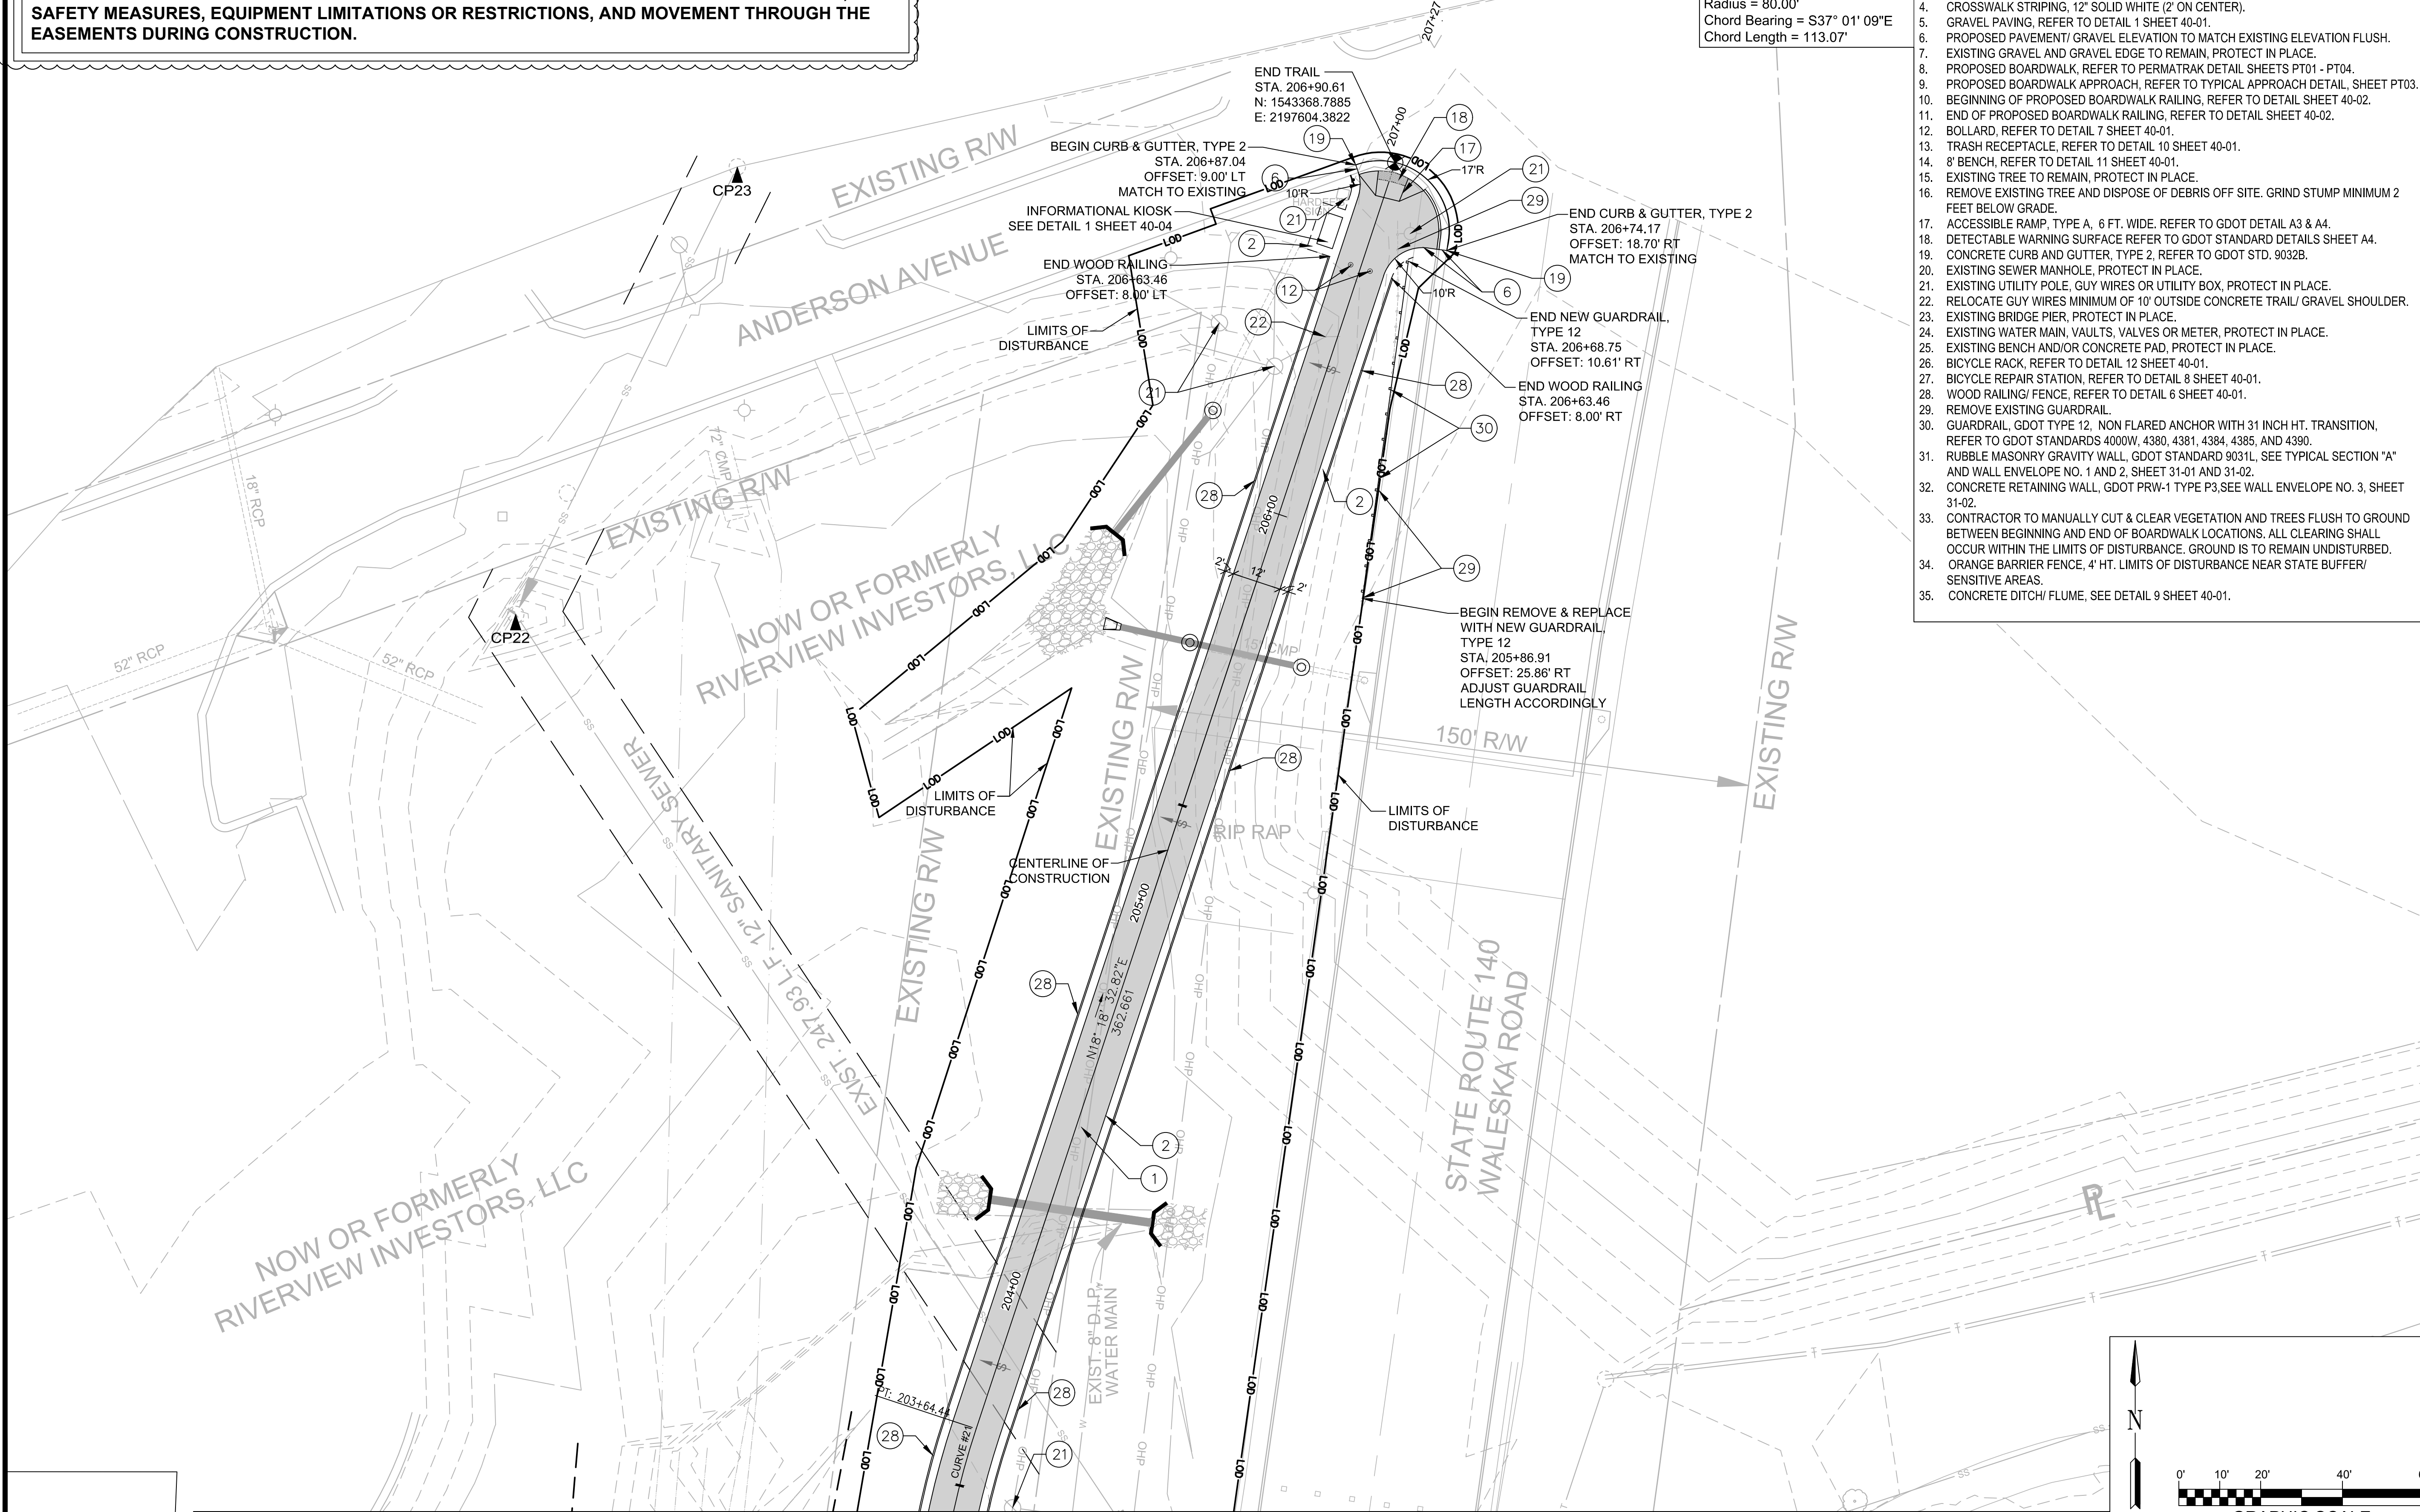 SAFETY MEASURES, EQUIPMENT LIMITATIONS OR RESTRICTIONS, AND MOVEMENT THROUGH THE
EASEMENTS DURING CONSTRUCTION.
Radius = 80.00'
Chord Bearing = S37° 01' 09"E
Chord Length = 113.07'
4. CROSSWALK STRIPING, 12" SOLID WHITE (2' ON CENTER).
5. GRAVEL PAVING, REFER TO DETAIL 1 SHEET 40-01.
6. PROPOSED PAVEMENT/ GRAVEL ELEVATION TO MATCH EXISTING ELEVATION FLUSH.
7. EXISTING GRAVEL AND GRAVEL EDGE TO REMAIN, PROTECT IN PLACE.
8. PROPOSED BOARDWALK, REFER TO PERMATRAK DETAIL SHEETS PT01 - PT04.
9. PROPOSED BOARDWALK APPROACH, REFER TO TYPICAL APPROACH DETAIL, SHEET PT03.
10. BEGINNING OF PROPOSED BOARDWALK RAILING, REFER TO DETAIL SHEET 40-02.
11. END OF PROPOSED BOARDWALK RAILING, REFER TO DETAIL SHEET 40-02.
12. BOLLARD, REFER TO DETAIL 7 SHEET 40-01.
13. TRASH RECEPTACLE, REFER TO DETAIL 10 SHEET 40-01.
14. 8' BENCH, REFER TO DETAIL 11 SHEET 40-01.
15. EXISTING TREE TO REMAIN, PROTECT IN PLACE.
16. REMOVE EXISTING TREE AND DISPOSE OF DEBRIS OFF SITE. GRIND STUMP MINIMUM 2
FEET BELOW GRADE.
17. ACCESSIBLE RAMP, TYPE A, 6 FT. WIDE. REFER TO GDOT DETAIL A3 & A4.
18. DETECTABLE WARNING SURFACE REFER TO GDOT STANDARD DETAILS SHEET A4.
19. CONCRETE CURB AND GUTTER, TYPE 2, REFER TO GDOT STD. 9032B.
20. EXISTING SEWER MANHOLE, PROTECT IN PLACE.
21. EXISTING UTILITY POLE, GUY WIRES OR UTILITY BOX, PROTECT IN PLACE.
22. RELOCATE GUY WIRES MINIMUM OF 10' OUTSIDE CONCRETE TRAIL/ GRAVEL SHOULDER.
23. EXISTING BRIDGE PIER, PROTECT IN PLACE.
24. EXISTING WATER MAIN, VAULTS, VALVES OR METER, PROTECT IN PLACE.
25. EXISTING BENCH AND/OR CONCRETE PAD, PROTECT IN PLACE.
26. BICYCLE RACK, REFER TO DETAIL 12 SHEET 40-01.
27. BICYCLE REPAIR STATION, REFER TO DETAIL 8 SHEET 40-01.
28. WOOD RAILING/ FENCE, REFER TO DETAIL 6 SHEET 40-01.
29. REMOVE EXISTING GUARDRAIL.
30. GUARDRAIL, GDOT TYPE 12, NON FLARED ANCHOR WITH 31 INCH HT. TRANSITION,
REFER TO GDOT STANDARDS 4000W, 4380, 4381, 4384, 4385, AND 4390.
31. RUBBLE MASONRY GRAVITY WALL, GDOT STANDARD 9031L, SEE TYPICAL SECTION "A"
AND WALL ENVELOPE NO. 1 AND 2, SHEET 31-01 AND 31-02.
32. CONCRETE RETAINING WALL, GDOT PRW-1 TYPE P3,SEE WALL ENVELOPE NO. 3, SHEET
31-02.
33. CONTRACTOR TO MANUALLY CUT & CLEAR VEGETATION AND TREES FLUSH TO GROUND
BETWEEN BEGINNING AND END OF BOARDWALK LOCATIONS. ALL CLEARING SHALL
OCCUR WITHIN THE LIMITS OF DISTURBANCE. GROUND IS TO REMAIN UNDISTURBED.
34. ORANGE BARRIER FENCE, 4' HT. LIMITS OF DISTURBANCE NEAR STATE BUFFER/
SENSITIVE AREAS.
35. CONCRETE DITCH/ FLUME, SEE DETAIL 9 SHEET 40-01.
207+27
END TRAIL
STA. 206+90.61
N: 1543368.7885
E: 2197604.3822
207+00
BEGIN CURB & GUTTER, TYPE 2
STA. 206+87.04
OFFSET: 9.00' LT
MATCH TO EXISTING
INFORMATIONAL KIOSK
SEE DETAIL 1 SHEET 40-04
END WOOD RAILING
STA. 206+63.46
OFFSET: 8.00' LT
LIMITS OF
DISTURBANCE
19
18
17
21
29
6
21
2
12
22
21
19
6
28
30
2
28
29
28
28
2
1
28
28
21
10'R
17'R
10'R
END CURB & GUTTER, TYPE 2
STA. 206+74.17
OFFSET: 18.70' RT
MATCH TO EXISTING
END NEW GUARDRAIL,
TYPE 12
STA. 206+68.75
OFFSET: 10.61' RT
END WOOD RAILING
STA. 206+63.46
OFFSET: 8.00' RT
BEGIN REMOVE & REPLACE
WITH NEW GUARDRAIL,
TYPE 12
STA. 205+86.91
OFFSET: 25.86' RT
ADJUST GUARDRAIL
LENGTH ACCORDINGLY
CP23
EXISTING R/W
ANDERSON AVENUE
EXISTING R/W
18" RCP
72" CMP
CP22
52" RCP
52" RCP
NOW OR FORMERLY
RIVERVIEW INVESTORS, LLC
206+00
2'
12'
2'
15" CMP
EXISTING R/W
150' R/W
EXISTING R/W
LIMITS OF
DISTURBANCE
LIMITS OF
DISTURBANCE
RIP RAP
CENTERLINE OF
CONSTRUCTION
205+00
EXISTING R/W
EXIST. 247.93 L.F. 12" SANITARY SEWER
N18° 18' 32.82"E
362.661
STATE ROUTE 140
WALESKA ROAD
NOW OR FORMERLY
RIVERVIEW INVESTORS, LLC
204+00
EXIST. 8" D.I.P.
WATER MAIN
PT: 203+64.44
CURVE #21
PL
N
0' 10' 20' 40'